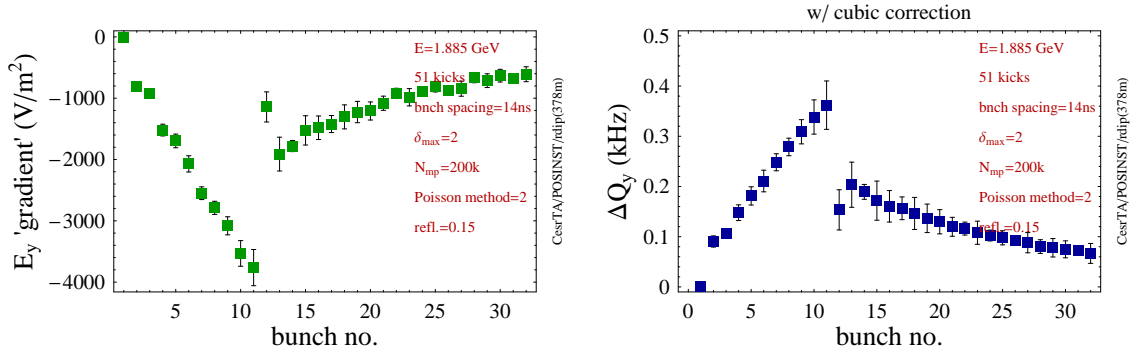 w/ cubic correction
0
−1000
−2000
−3000
−4000
E_y 'gradient' (V/m²)
E=1.885 GeV
51 kicks
bnch spacing=14ns
δ_max=2
N_mp=200k
Poisson method=2
refl.=0.15
CesrTA/POSINST/rdip(378m)
5 10 15 20 25 30
bunch no.
0.5
0.4
0.3
0.2
0.1
0
ΔQ_y (kHz)
E=1.885 GeV
51 kicks
bnch spacing=14ns
δ_max=2
N_mp=200k
Poisson method=2
refl.=0.15
CesrTA/POSINST/rdip(378m)
0 5 10 15 20 25 30
bunch no.